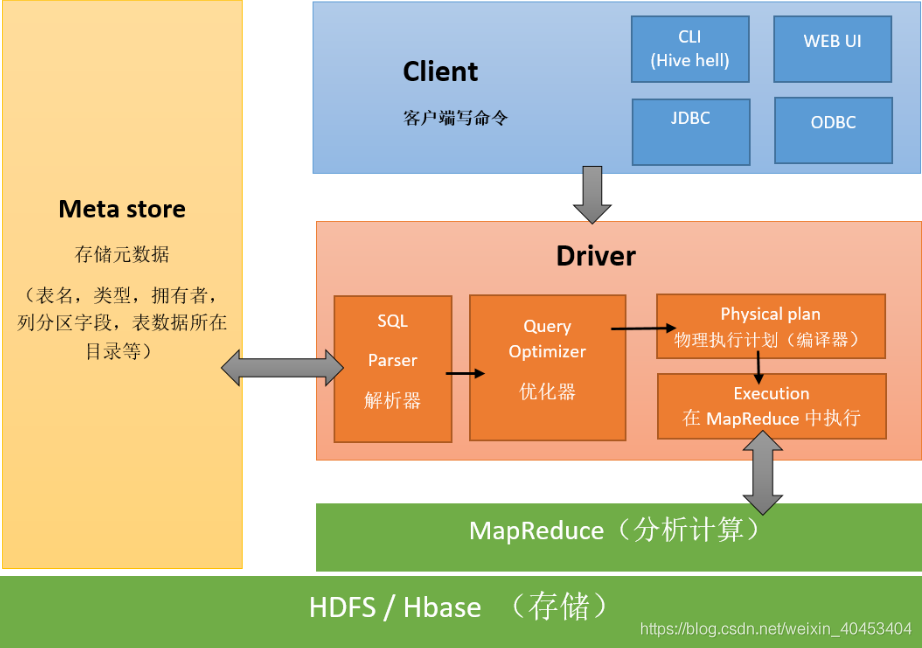 Meta store
存储元数据
（表名，类型，拥有者，
列分区字段，表数据所在
目录等）
Client
客户端写命令
CLI
(Hive hell)
WEB UI
JDBC
ODBC
Driver
SQL
Parser
解析器
Query
Optimizer
优化器
Physical plan
物理执行计划（编译器）
Execution
在 MapReduce 中执行
MapReduce（分析计算）
HDFS / Hbase （存储）
https://blog.csdn.net/weixin_40453404